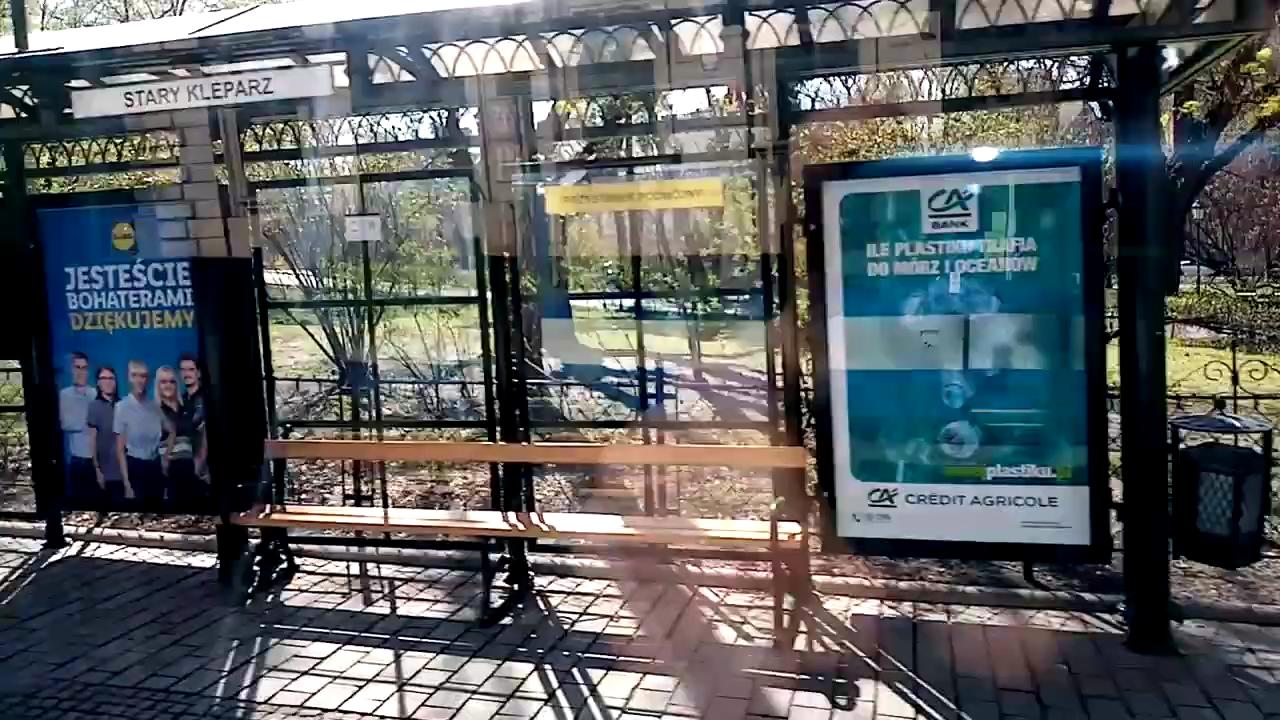 STARY KLEPARZ
JESTEŚCIE
BOHATERAMI
DZIĘKUJEMY
CA
BANK
ILE PLASTIKU TRAFIA
DO MÓRZ I OCEANÓW
plastiku
CA CRÉDIT AGRICOLE